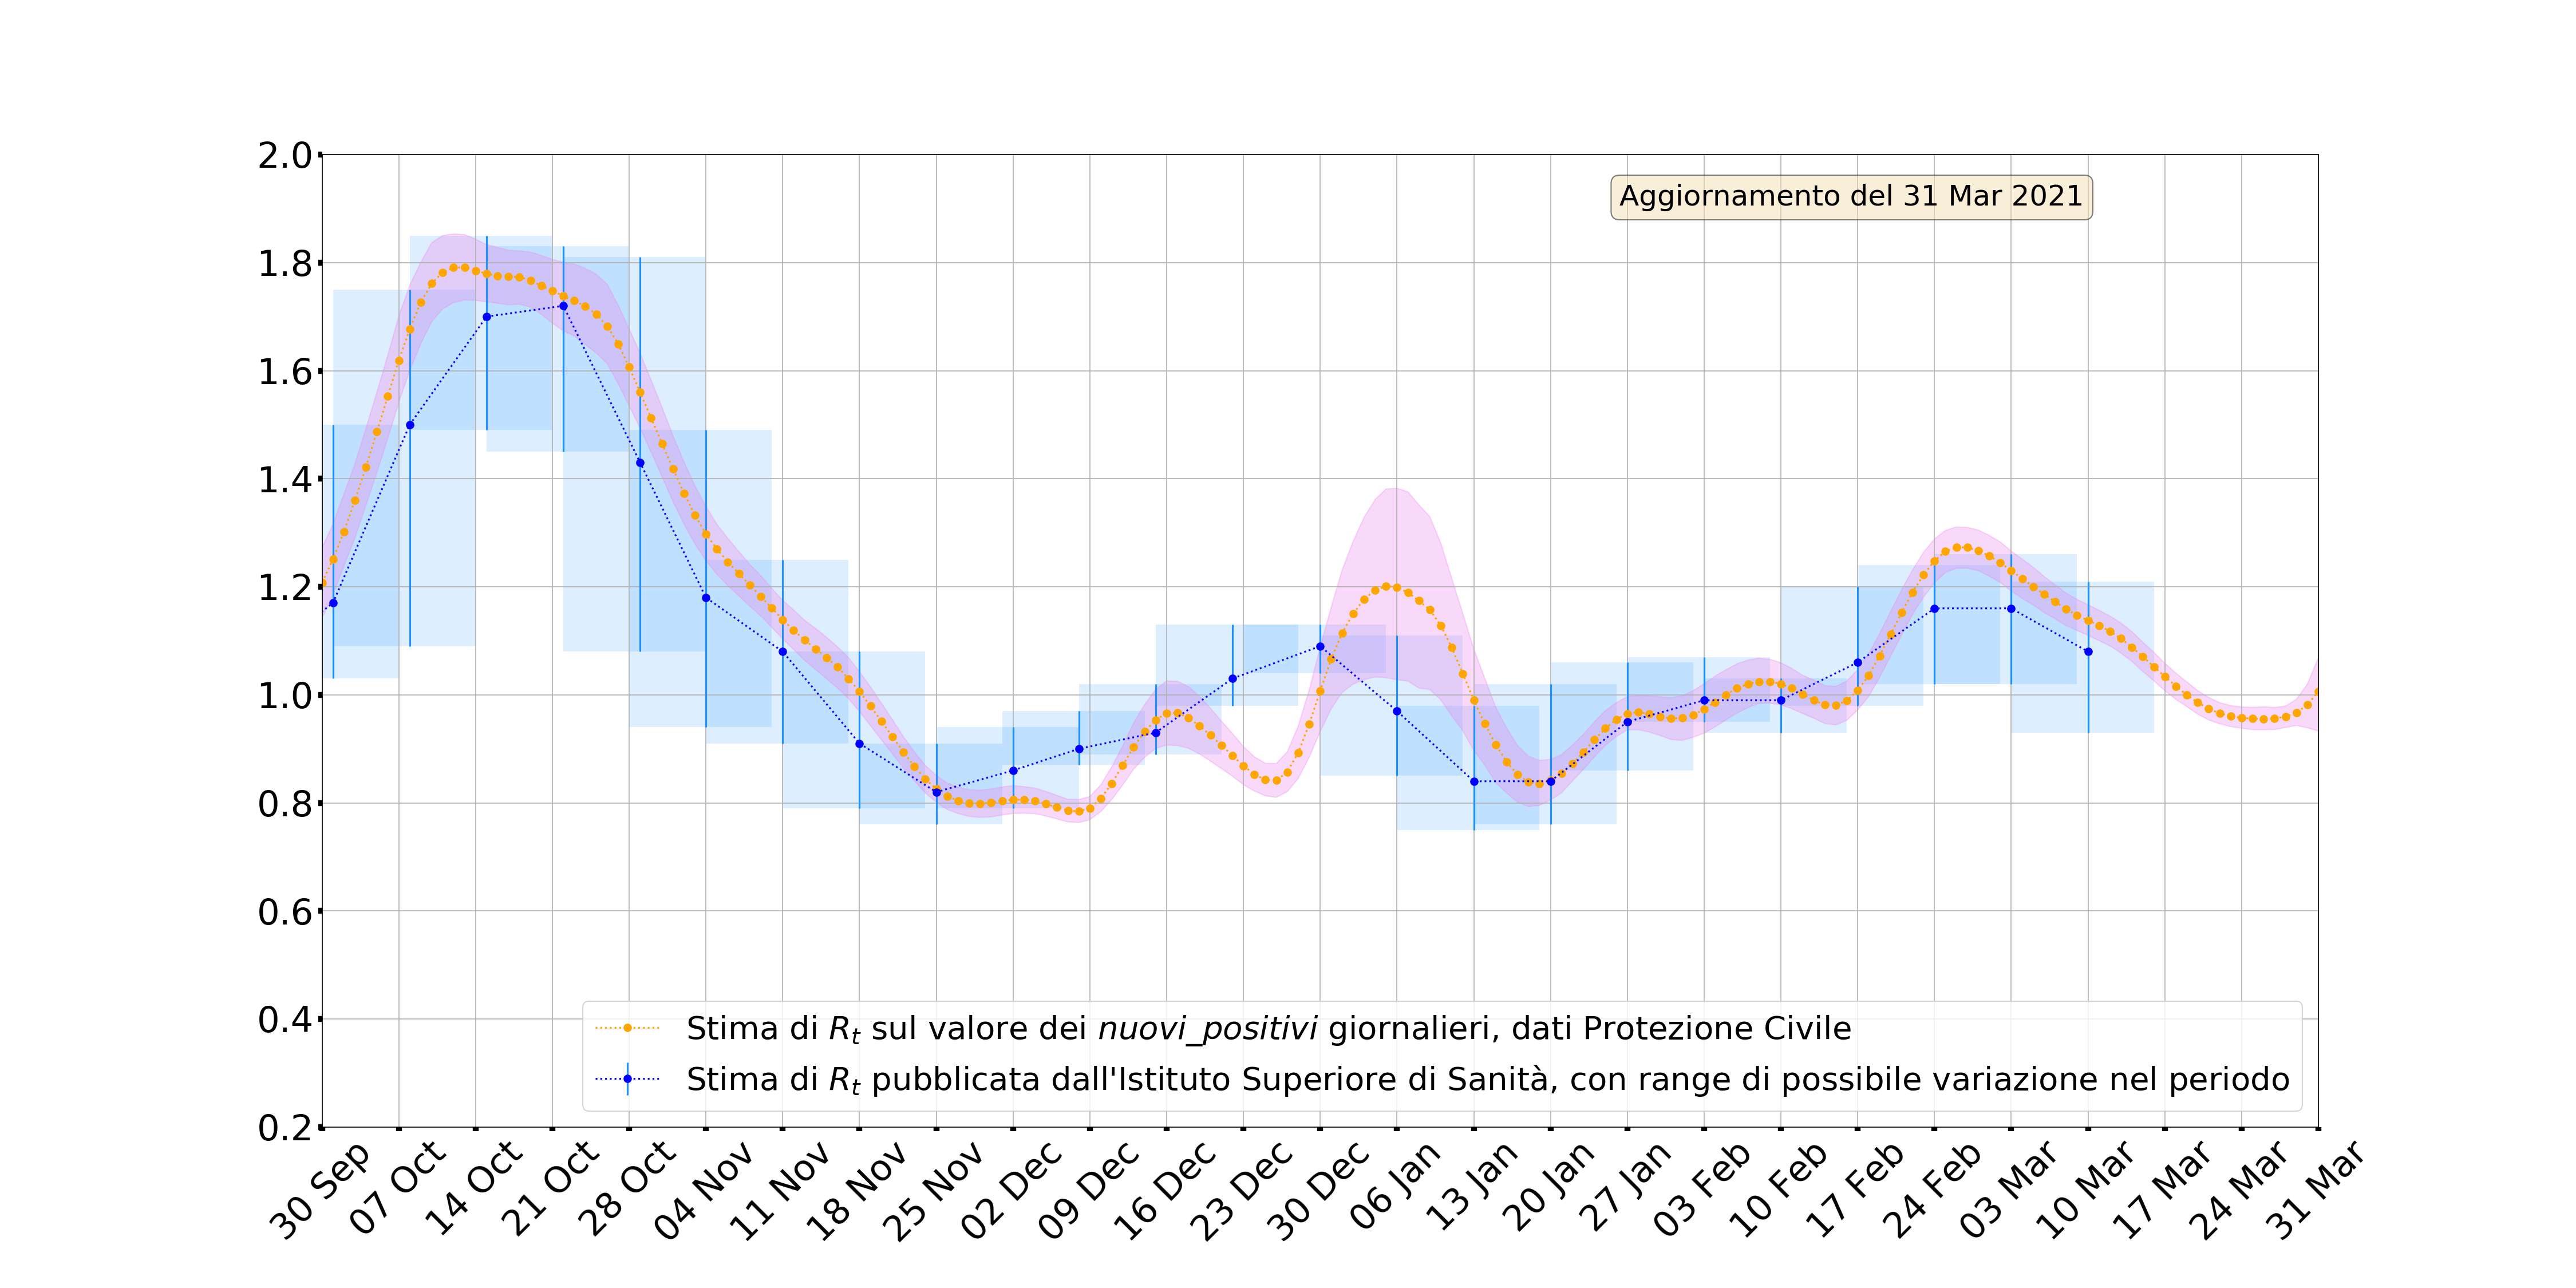 2.0
1.8
1.6
1.4
1.2
1.0
0.8
0.6
0.4
0.2
Aggiornamento del 31 Mar 2021
Stima di Rt sul valore dei nuovi_positivi giornalieri, dati Protezione Civile
Stima di Rt pubblicata dall'Istituto Superiore di Sanità, con range di possibile variazione nel periodo
30 Sep
07 Oct
14 Oct
21 Oct
28 Oct
04 Nov
11 Nov
18 Nov
25 Nov
02 Dec
09 Dec
16 Dec
23 Dec
30 Dec
06 Jan
13 Jan
20 Jan
27 Jan
03 Feb
10 Feb
17 Feb
24 Feb
03 Mar
10 Mar
17 Mar
24 Mar
31 Mar